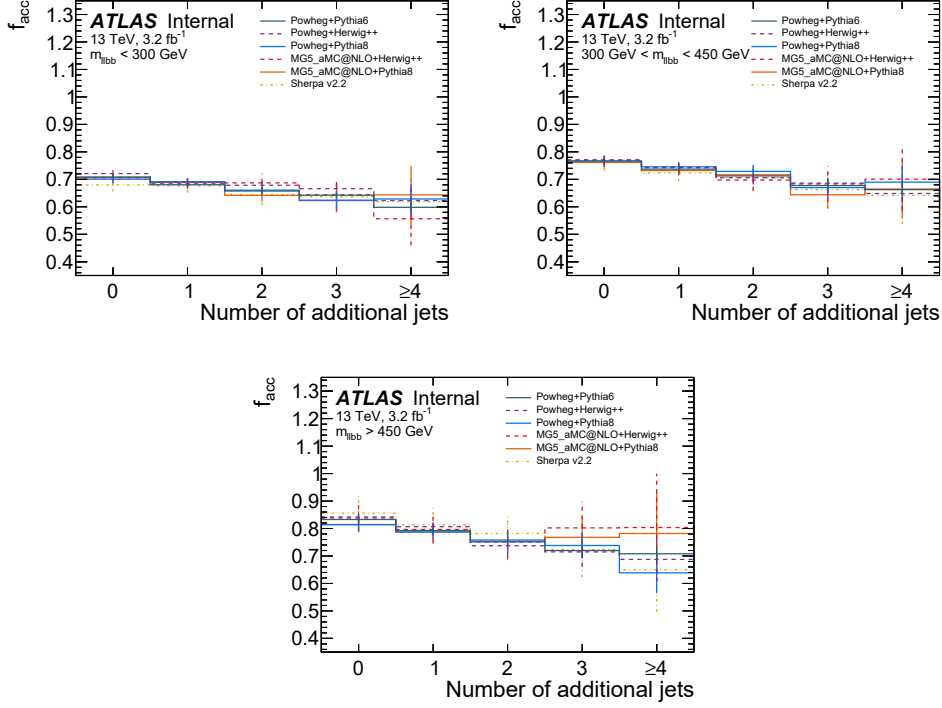 f_acc
ATLAS Internal
13 TeV, 3.2 fb⁻¹
m_llbb < 300 GeV
Powheg+Pythia6
Powheg+Herwig++
Powheg+Pythia8
MG5_aMC@NLO+Herwig++
MG5_aMC@NLO+Pythia8
Sherpa v2.2
1.3
1.2
1.1
1
0.9
0.8
0.7
0.6
0.5
0.4
0 1 2 3 ≥4
Number of additional jets
f_acc
ATLAS Internal
13 TeV, 3.2 fb⁻¹
300 GeV < m_llbb < 450 GeV
Powheg+Pythia6
Powheg+Herwig++
Powheg+Pythia8
MG5_aMC@NLO+Herwig++
MG5_aMC@NLO+Pythia8
Sherpa v2.2
1.3
1.2
1.1
1
0.9
0.8
0.7
0.6
0.5
0.4
0 1 2 3 ≥4
Number of additional jets
f_acc
ATLAS Internal
13 TeV, 3.2 fb⁻¹
m_llbb > 450 GeV
Powheg+Pythia6
Powheg+Herwig++
Powheg+Pythia8
MG5_aMC@NLO+Herwig++
MG5_aMC@NLO+Pythia8
Sherpa v2.2
1.3
1.2
1.1
1
0.9
0.8
0.7
0.6
0.5
0.4
0 1 2 3 ≥4
Number of additional jets